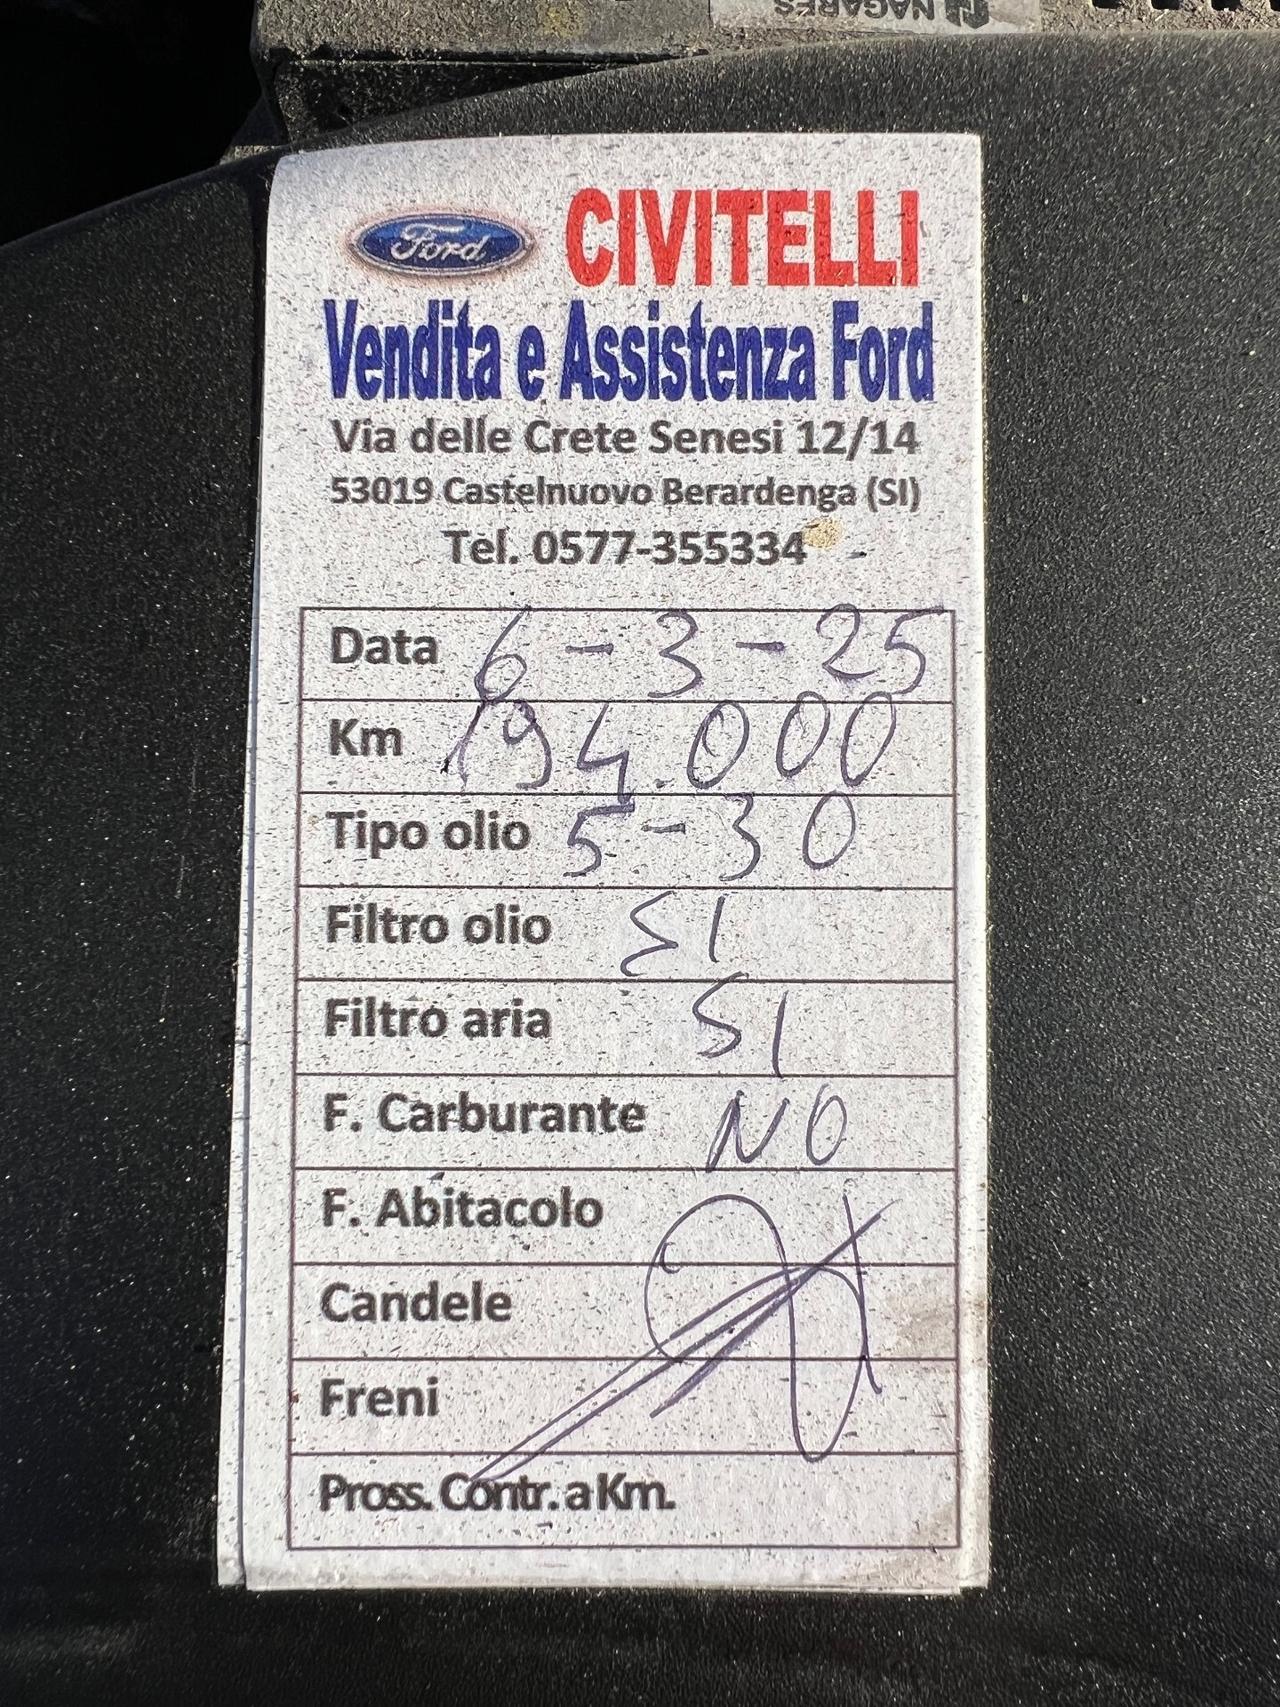 NAGARES
Ford CIVITELLI
Vendita e Assistenza Ford
Via delle Crete Senesi 12/14
53019 Castelnuovo Berardenga (SI)
Tel. 0577-355334
Data 6-3-25
Km 194.000
Tipo olio 5-30
Filtro olio SI
Filtro aria SI
F. Carburante NO
F. Abitacolo
Candele
Freni
Pross. Contr. a Km.